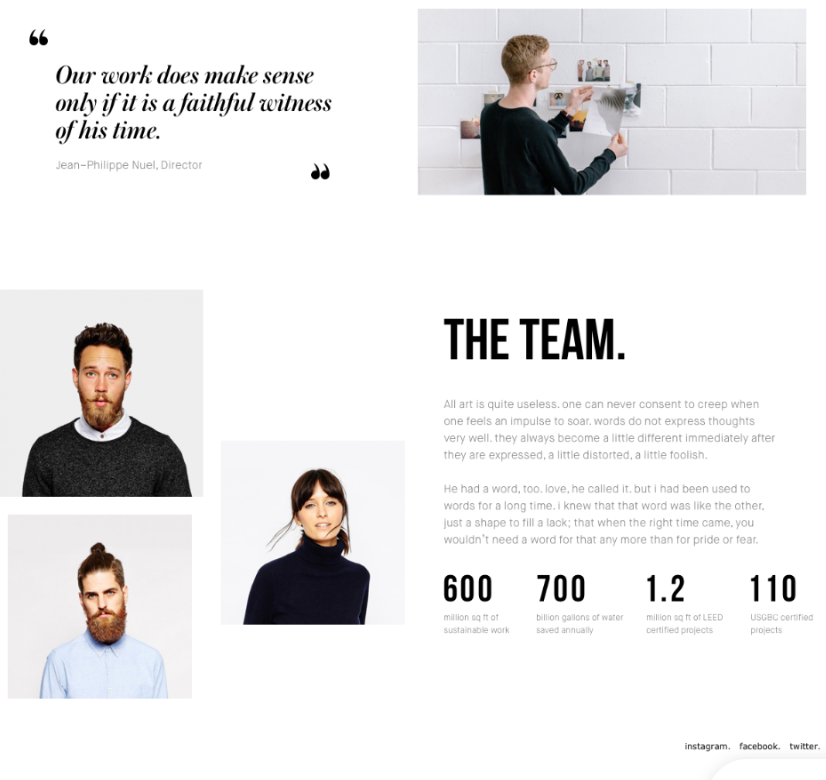 “
Our work does make sense
only if it is a faithful witness
of his time.
Jean-Philippe Nuel, Director
”
THE TEAM.
All art is quite useless. one can never consent to creep when
one feels an impulse to soar. words do not express thoughts
very well. they always become a little different immediately after
they are expressed, a little distorted, a little foolish.
He had a word, too. love, he called it. but i had been used to
words for a long time. i knew that that word was like the other,
just a shape to fill a lack; that when the right time came, you
wouldn't need a word for that any more than for pride or fear.
600 700 1.2 110
million sq ft of billion gallons of water million sq ft of LEED USGBC certified
sustainable work saved annually certified projects projects
instagram. facebook. twitter.